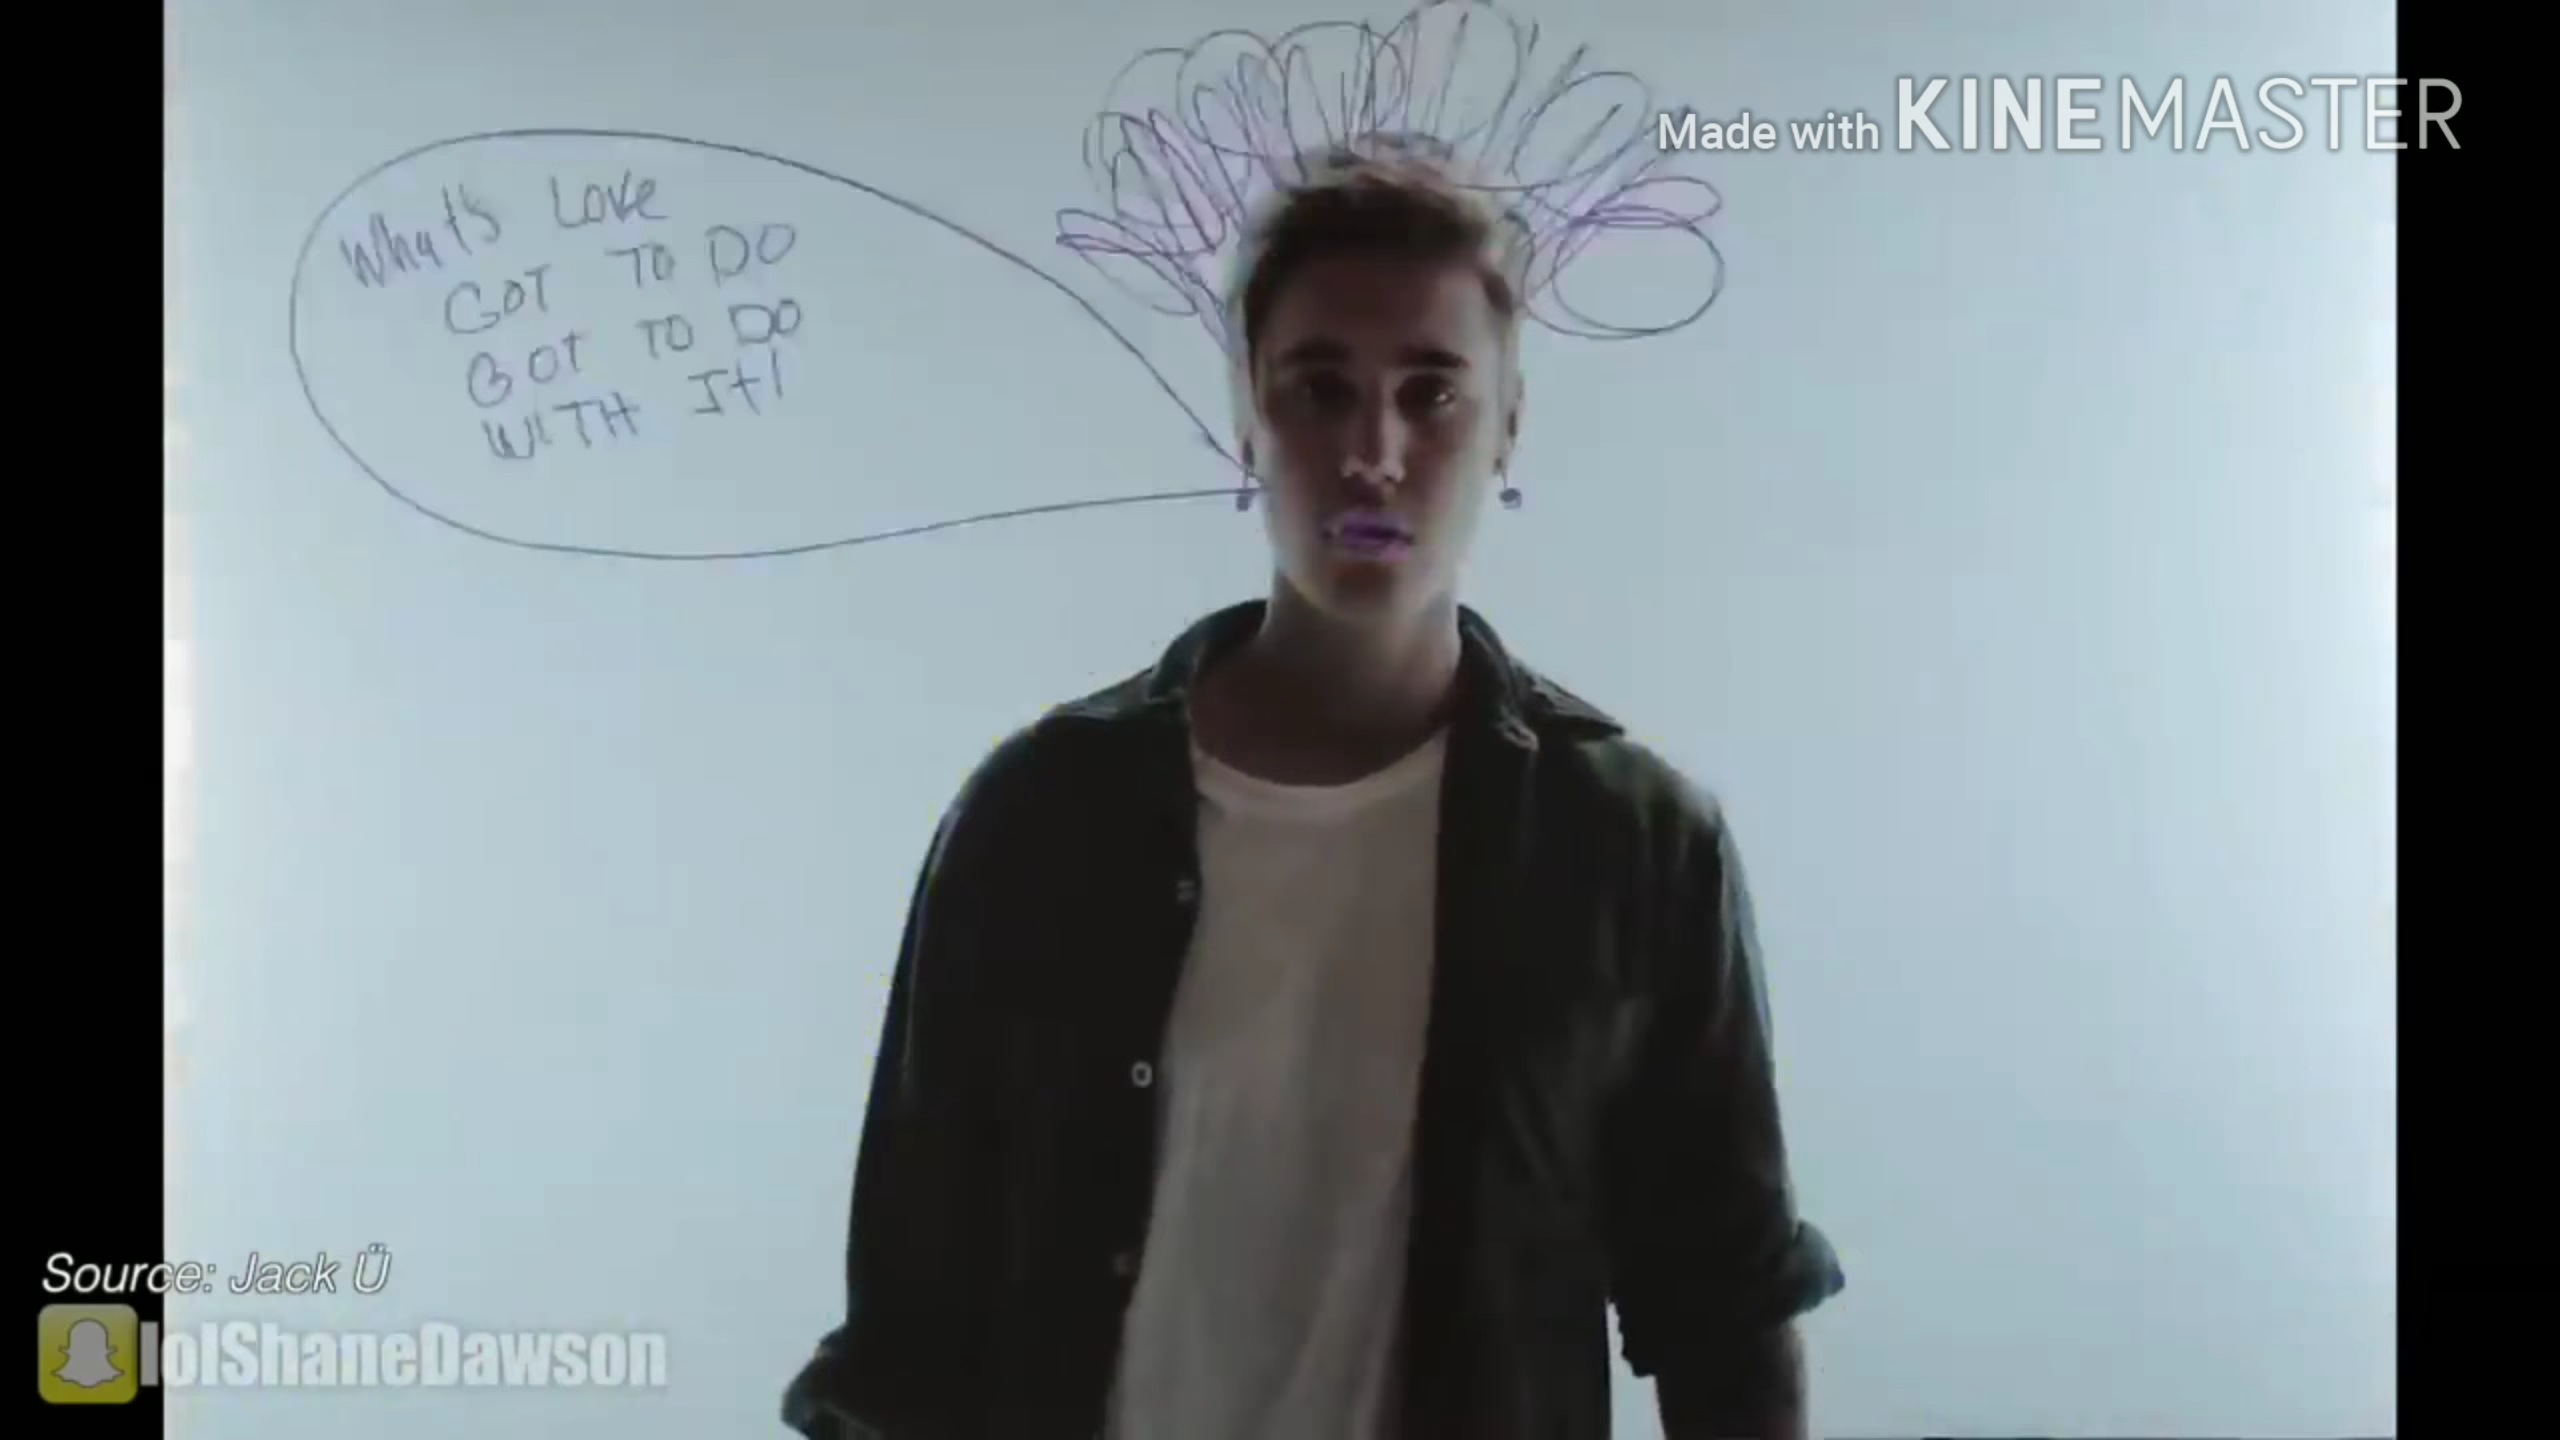 Made with KINEMASTER
What's Love
GOT TO DO
GOT TO DO
WITH It!
Source: Jack Ü
lolShaneDawson